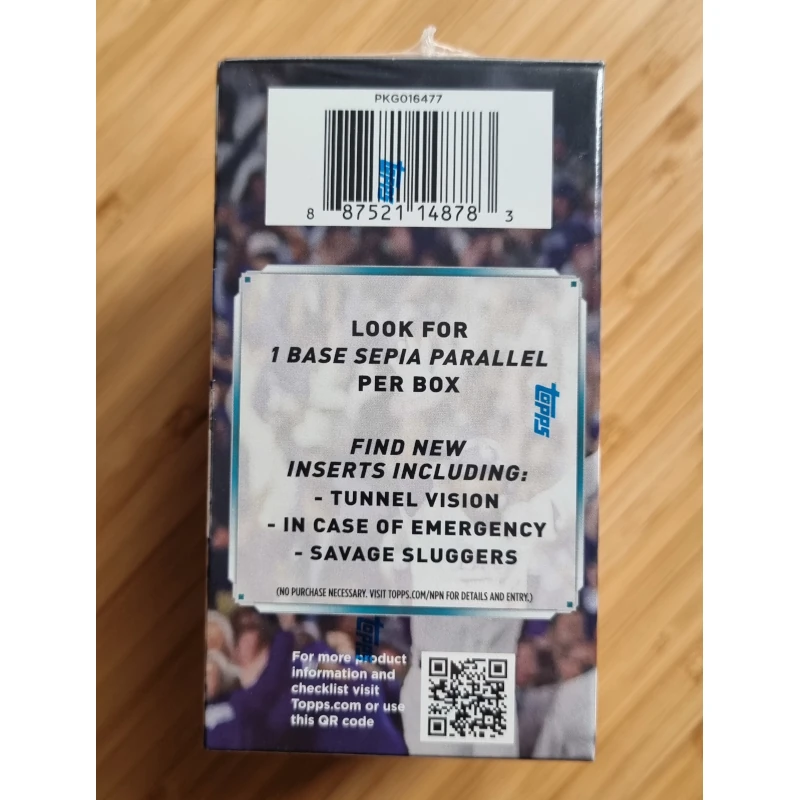 PKG016477
topps
8 87521 14878 3
LOOK FOR
1 BASE SEPIA PARALLEL
PER BOX
topps
FIND NEW
INSERTS INCLUDING:
- TUNNEL VISION
- IN CASE OF EMERGENCY
- SAVAGE SLUGGERS
(NO PURCHASE NECESSARY. VISIT TOPPS.COM/NPN FOR DETAILS AND ENTRY.)
topps
For more product
information and
checklist visit
Topps.com or use
this QR code